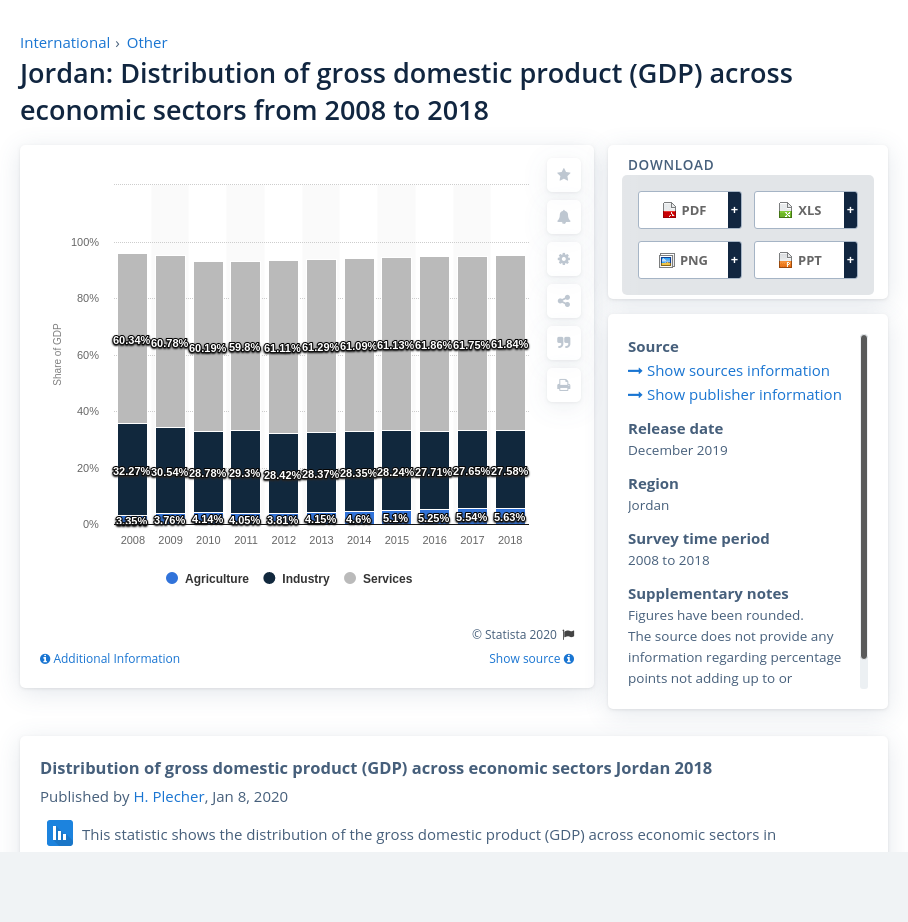 International › Other
Jordan: Distribution of gross domestic product (GDP) across
economic sectors from 2008 to 2018
Share of GDP
100%
80%
60%
40%
20%
0%
60.34% 60.78% 60.19% 59.8% 61.11% 61.29% 61.09% 61.13% 61.86% 61.75% 61.84%
32.27% 30.54% 28.78% 29.3% 28.42% 28.37% 28.35% 28.24% 27.71% 27.65% 27.58%
3.35% 3.76% 4.14% 4.05% 3.81% 4.15% 4.6% 5.1% 5.25% 5.54% 5.63%
2008 2009 2010 2011 2012 2013 2014 2015 2016 2017 2018
Agriculture Industry Services
© Statista 2020
Additional Information
Show source
DOWNLOAD
PDF + XLS +
PNG + PPT +
Source
Show sources information
Show publisher information
Release date
December 2019
Region
Jordan
Survey time period
2008 to 2018
Supplementary notes
Figures have been rounded.
The source does not provide any
information regarding percentage
points not adding up to or
Distribution of gross domestic product (GDP) across economic sectors Jordan 2018
Published by H. Plecher, Jan 8, 2020
This statistic shows the distribution of the gross domestic product (GDP) across economic sectors in